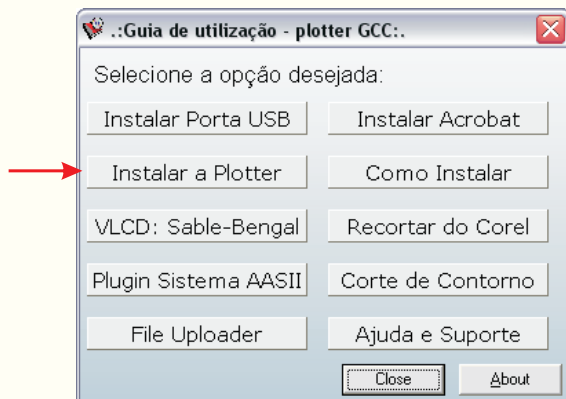 .:Guia de utilização - plotter GCC:.
Selecione a opção desejada:
Instalar Porta USB Instalar Acrobat
Instalar a Plotter Como Instalar
VLCD: Sable-Bengal Recortar do Corel
Plugin Sistema AASII Corte de Contorno
File Uploader Ajuda e Suporte
Close About